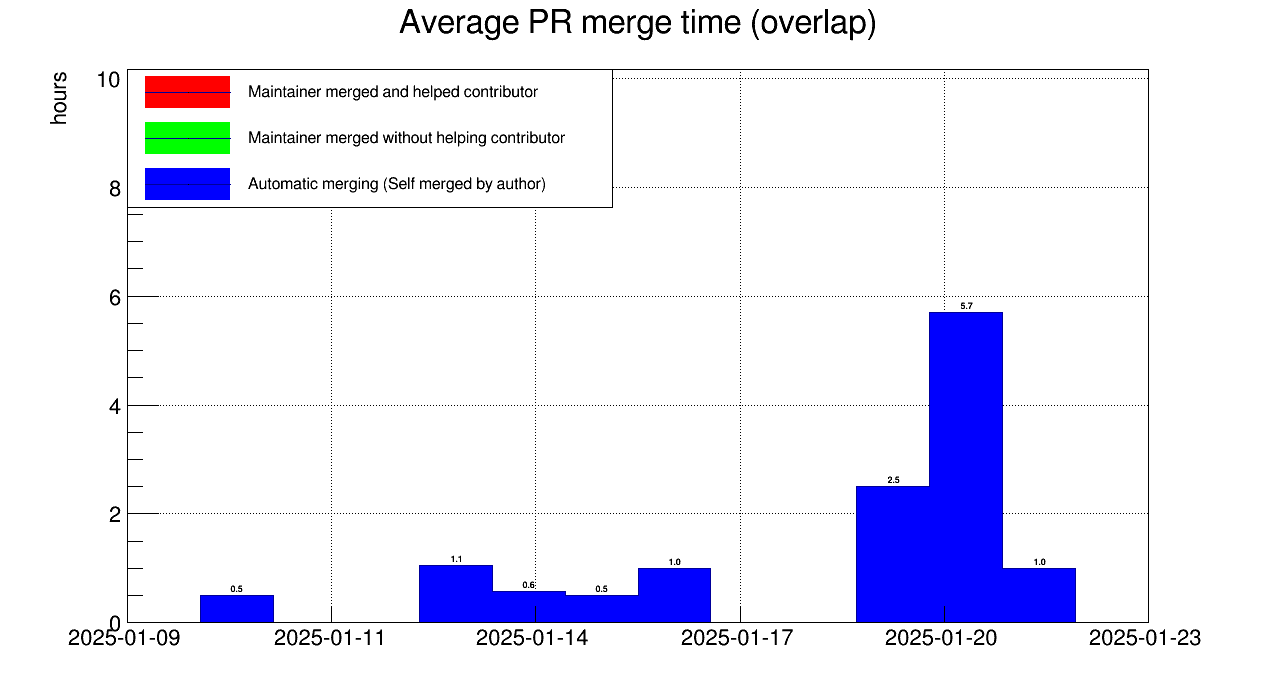 Average PR merge time (overlap)
hours
10
8
6
4
2
0
Maintainer merged and helped contributor
Maintainer merged without helping contributor
Automatic merging (Self merged by author)
0.5
1.1
0.6
0.5
1.0
2.5
5.7
1.0
2025-01-09 2025-01-11 2025-01-14 2025-01-17 2025-01-20 2025-01-23